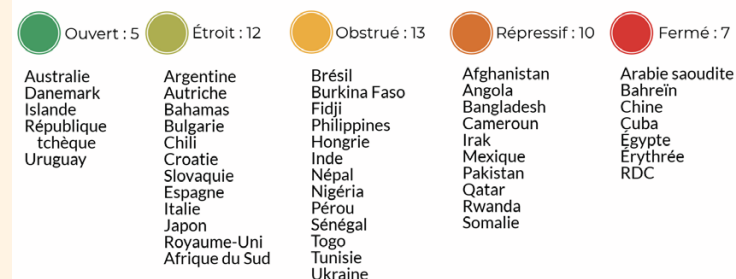 Ouvert : 5
Australie
Danemark
Islande
République
tchèque
Uruguay
Étroit : 12
Argentine
Autriche
Bahamas
Bulgarie
Chili
Croatie
Slovaquie
Espagne
Italie
Japon
Royaume-Uni
Afrique du Sud
Obstrué : 13
Brésil
Burkina Faso
Fidji
Philippines
Hongrie
Inde
Népal
Nigéria
Pérou
Sénégal
Togo
Tunisie
Ukraine
Répressif : 10
Afghanistan
Angola
Bangladesh
Cameroun
Irak
Mexique
Pakistan
Qatar
Rwanda
Somalie
Fermé : 7
Arabie saoudite
Bahreïn
Chine
Cuba
Égypte
Érythrée
RDC